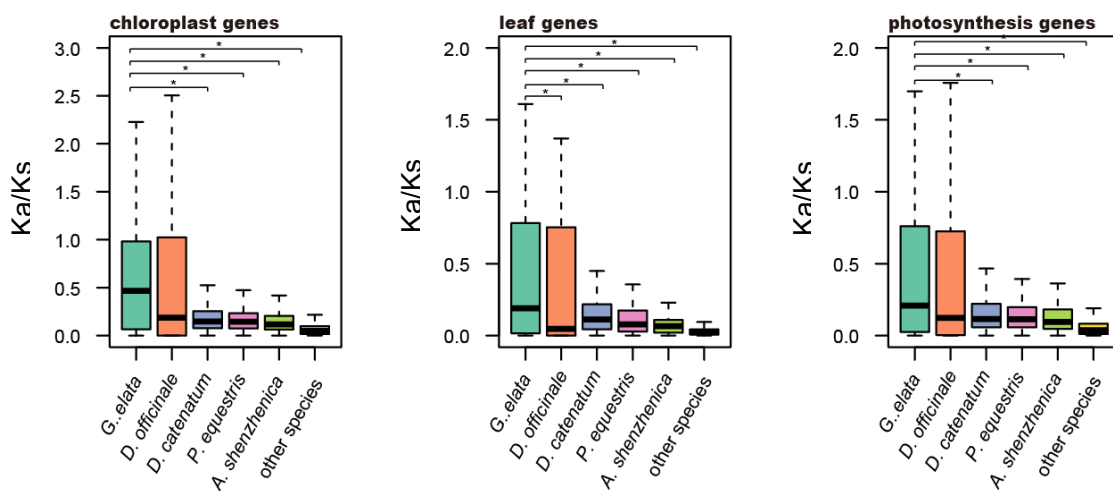 chloroplast genes
Ka/Ks
3.0
2.5
2.0
1.5
1.0
0.5
0.0
*
*
*
*
G..elata
D. officinale
D. catenatum
P. equestris
A. shenzhenica
other species
leaf genes
Ka/Ks
2.0
1.5
1.0
0.5
0.0
*
*
*
*
*
G..elata
D. officinale
D. catenatum
P. equestris
A. shenzhenica
other species
photosynthesis genes
Ka/Ks
2.0
1.5
1.0
0.5
0.0
*
*
*
*
G..elata
D. officinale
D. catenatum
P. equestris
A. shenzhenica
other species